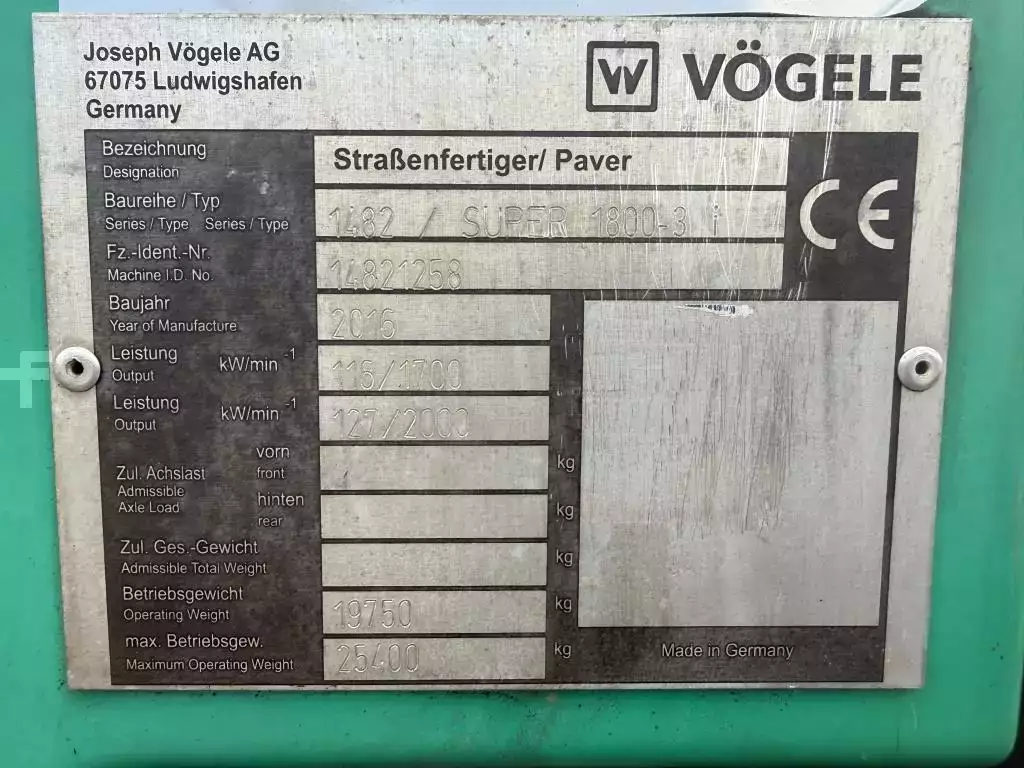 Joseph Vögele AG
67075 Ludwigshafen
Germany
VÖGELE
Bezeichnung
Designation
Straßenfertiger/ Paver
Baureihe / Typ
Series / Type Series / Type
1482 / SUPER 1800-3 i
Fz.-Ident.-Nr.
Machine I.D. No.
14821258
CE
Baujahr
Year of Manufacture
2016
Leistung kW/min -1
Output
116/1700
Leistung kW/min -1
Output
127/2000
Zul. Achslast
Admissible
Axle Load
vorn
front
kg
hinten
rear
kg
Zul. Ges.-Gewicht
Admissible Total Weight
kg
Betriebsgewicht
Operating Weight
19750 kg
max. Betriebsgew.
Maximum Operating Weight
25400 kg
Made in Germany